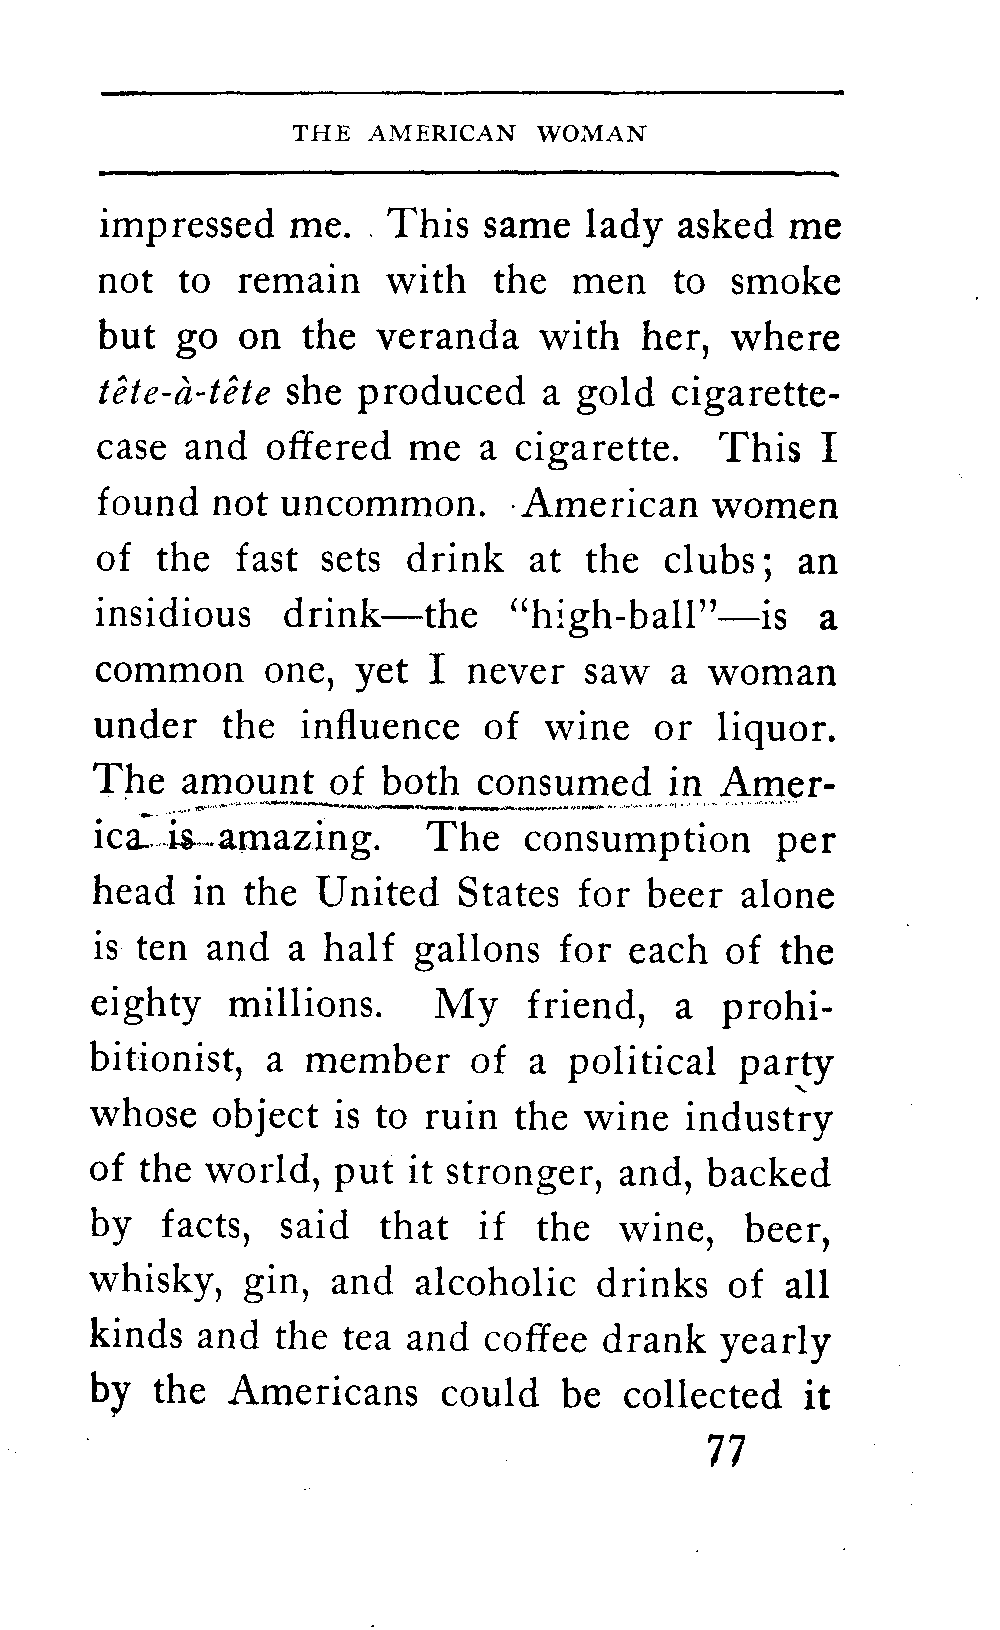 THE AMERICAN WOMAN
impressed me. This same lady asked me
not to remain with the men to smoke
but go on the veranda with her, where
tête-à-tête she produced a gold cigarette-
case and offered me a cigarette. This I
found not uncommon. American women
of the fast sets drink at the clubs; an
insidious drink—the “high-ball”—is a
common one, yet I never saw a woman
under the influence of wine or liquor.
The amount of both consumed in Amer-
ica is amazing. The consumption per
head in the United States for beer alone
is ten and a half gallons for each of the
eighty millions. My friend, a prohi-
bitionist, a member of a political party
whose object is to ruin the wine industry
of the world, put it stronger, and, backed
by facts, said that if the wine, beer,
whisky, gin, and alcoholic drinks of all
kinds and the tea and coffee drank yearly
by the Americans could be collected it
77